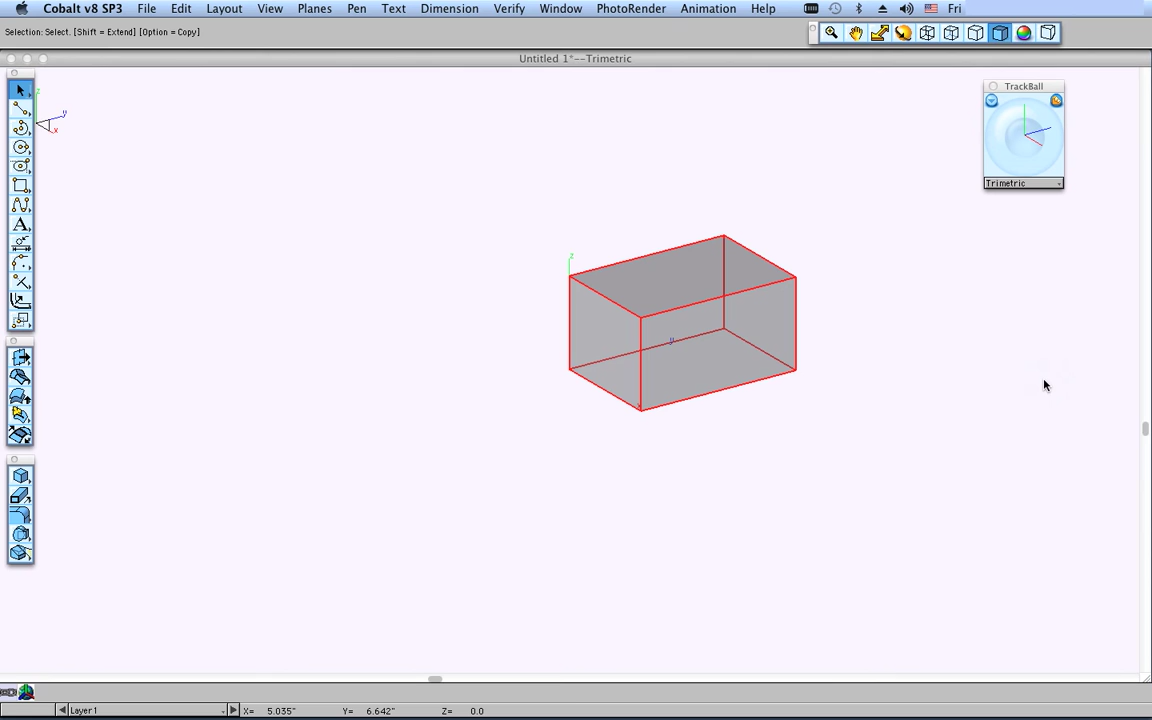 Cobalt v8 SP3 File Edit Layout View Planes Pen Text Dimension Verify Window PhotoRender Animation Help Fri
Selection: Select. [Shift = Extend] [Option = Copy]
Untitled 1*--Trimetric
TrackBall
z
y
x
A
Trimetric
z
y
x
Layer1 X= 5.035" Y= 6.642" Z= 0.0